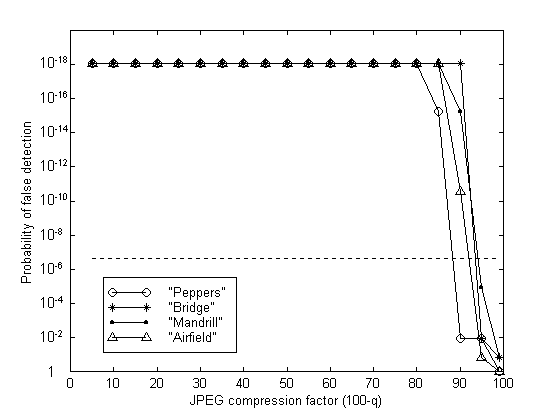 Probability of false detection
10^-18
10^-16
10^-14
10^-12
10^-10
10^-8
10^-6
10^-4
10^-2
1
"Peppers"
"Bridge"
"Mandrill"
"Airfield"
0 10 20 30 40 50 60 70 80 90 100
JPEG compression factor (100-q)